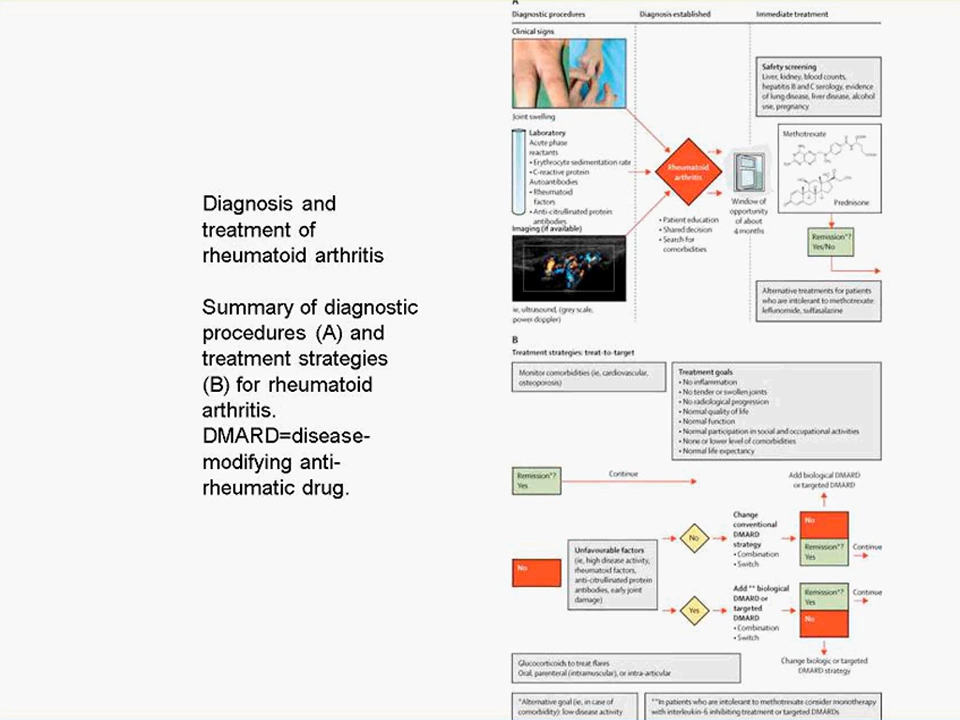 Diagnosis and
treatment of
rheumatoid arthritis
Summary of diagnostic
procedures (A) and
treatment strategies
(B) for rheumatoid
arthritis.
DMARD=disease-
modifying anti-
rheumatic drug.
A
Diagnostic procedures
Diagnosis established
Immediate treatment
Clinical signs
Joint swelling
Laboratory
Acute phase
reactants
• Erythrocyte sedimentation rate
• C-reactive protein
Autoantibodies
• Rheumatoid
factors
• Anti-citrullinated protein
antibodies
Imaging (if available)
ie, ultrasound, (grey scale,
power doppler)
Rheumatoid
arthritis
• Patient education
• Shared decision
• Search for
comorbidities
Window of
opportunity
of about
4 months
Safety screening
Liver, kidney, blood counts,
hepatitis B and C serology, evidence
of lung disease, liver disease, alcohol
use, pregnancy
Methotrexate
Prednisone
Remission*?
Yes/No
Alternative treatments for patients
who are intolerant to methotrexate:
leflunomide, sulfasalazine
B
Treatment strategies: treat-to-target
Monitor comorbidities (ie, cardiovascular,
osteoporosis)
Treatment goals
• No inflammation
• No tender or swollen joints
• No radiological progression
• Normal quality of life
• Normal function
• Normal participation in social and occupational activities
• None or lower level of comorbidities
• Normal life expectancy
Remission*?
Yes
Continue
Add biological DMARD
or targeted DMARD
No
Unfavourable factors
(ie, high disease activity,
rheumatoid factors,
anti-citrullinated protein
antibodies, early joint
damage)
No
Change
conventional
DMARD
strategy
• Combination
• Switch
No
Remission*?
Yes
Continue
Yes
Add ** biological
DMARD or
targeted
DMARD
• Combination
• Switch
Remission*?
Yes
No
Continue
Change biologic or targeted
DMARD strategy
Glucocorticoids to treat flares
Oral, parenteral (intramuscular), or intra-articular
*Alternative goal (ie, in case of
comorbidity): low disease activity
**In patients who are intolerant to methotrexate consider monotherapy
with interleukin-6 inhibiting treatment or targeted DMARDs